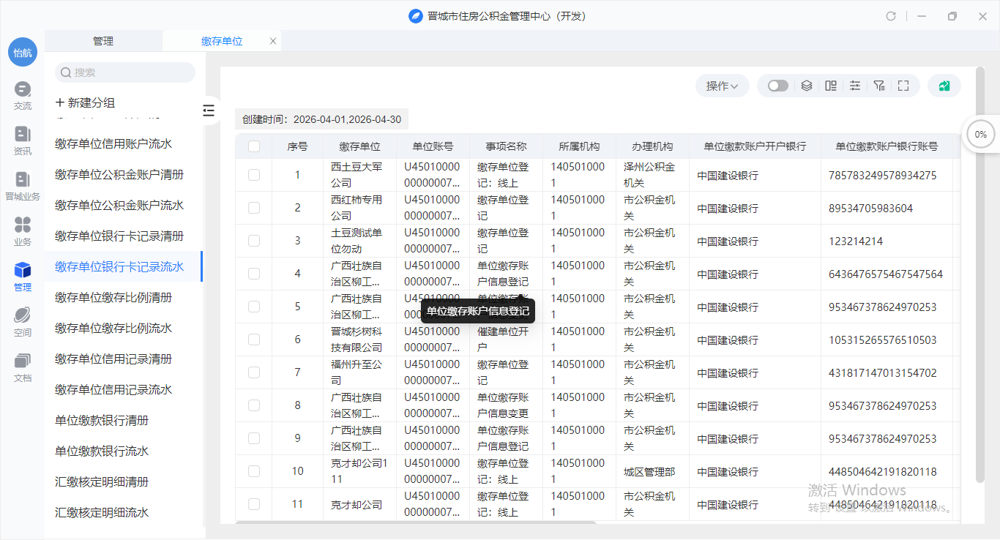 晋城市住房公积金管理中心（开发）
管理
缴存单位
怡航
交流
资讯
晋城业务
业务
管理
空间
文档
搜索
新建分组
缴存单位信用账户流水
缴存单位公积金账户清册
缴存单位公积金账户流水
缴存单位银行卡记录清册
缴存单位银行卡记录流水
缴存单位缴存比例清册
缴存单位缴存比例流水
缴存单位信用记录清册
缴存单位信用记录流水
单位缴款银行清册
单位缴款银行流水
汇缴核定明细清册
汇缴核定明细流水
操作
创建时间：2026-04-01,2026-04-30
0%
序号 缴存单位 单位账号 事项名称 所属机构 办理机构 单位缴款账户开户银行 单位缴款账户银行账号
1 西土豆大军公司 U4501000000000007... 缴存单位登记：线上 1405010001 泽州公积金机关 中国建设银行 785783249578934275
2 西红柿专用公司 U4501000000000007... 缴存单位登记 1405010001 市公积金机关 中国建设银行 89534705983604
3 土豆测试单位勿动 U4501000000000007... 缴存单位登记 1405010001 市公积金机关 中国建设银行 123214214
4 广西壮族自治区柳工... U4501000000000007... 单位缴存账户信息登记 1405010001 市公积金机关 中国建设银行 6436476575467547564
5 广西壮族自治区柳工... U45010000 单位缴存账 1405010001 市公积金机关 中国建设银行 953467378624970253
单位缴存账户信息登记
6 晋城杉树科技有限公司 U4501000000000007... 催建单位开户 1405010001 市公积金机关 中国建设银行 105315265576510503
7 福州升至公司 U4501000000000007... 缴存单位登记 1405010001 市公积金机关 中国建设银行 431817147013154702
8 广西壮族自治区柳工... U4501000000000007... 单位缴存账户信息变更 1405010001 市公积金机关 中国建设银行 953467378624970253
9 广西壮族自治区柳工... U4501000000000007... 单位缴存账户信息登记 1405010001 市公积金机关 中国建设银行 953467378624970253
10 克才却公司111 U4501000000000007... 缴存单位登记：线上 1405010001 城区管理部 中国建设银行 448504642191820118
11 克才却公司 U4501000000000007... 缴存单位登记：线上 1405010001 市公积金机关 中国建设银行 448504642191820118
激活 Windows
转到"设置"以激活 Windows。